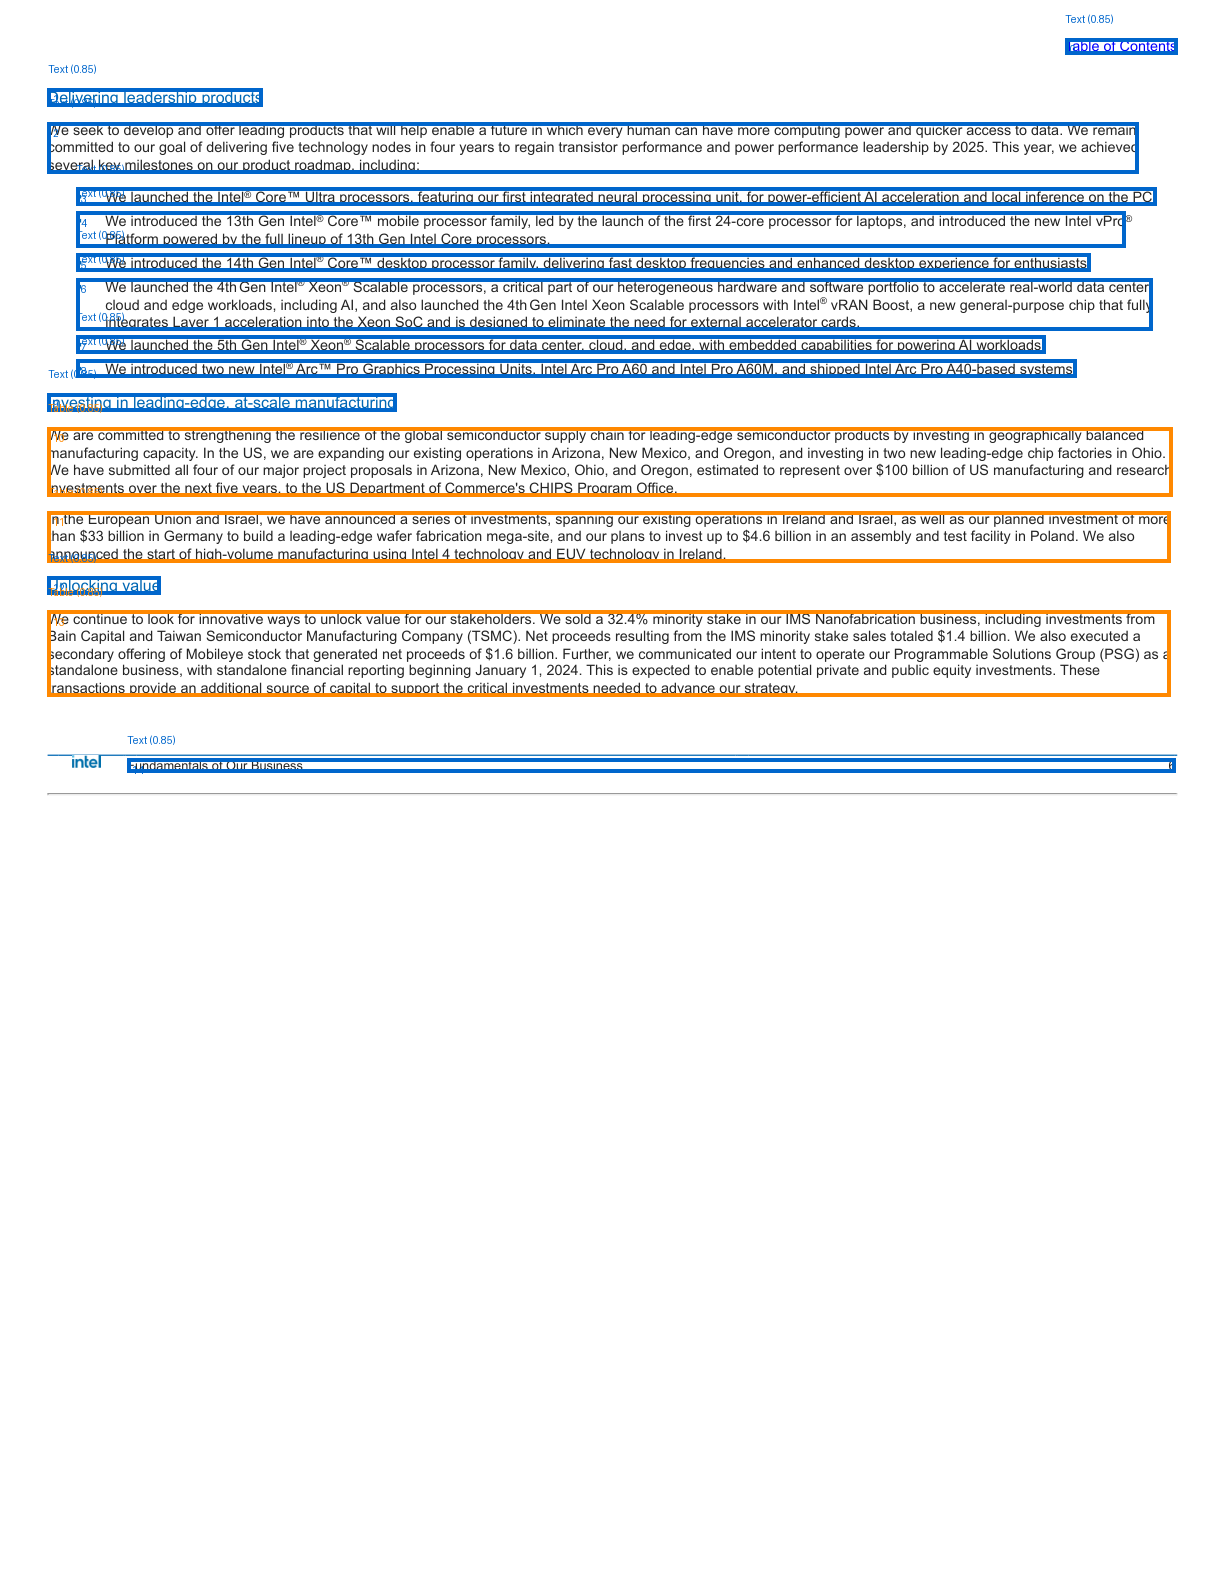 Text (0.85)
Table of Contents
Text (0.85)
Delivering leadership products
We seek to develop and offer leading products that will help enable a future in which every human can have more computing power and quicker access to data. We remain
committed to our goal of delivering five technology nodes in four years to regain transistor performance and power performance leadership by 2025. This year, we achieved
several key milestones on our product roadmap, including:
Text (0.85)
We launched the Intel® Core™ Ultra processors, featuring our first integrated neural processing unit, for power-efficient AI acceleration and local inference on the PC
4 We introduced the 13th Gen Intel® Core™ mobile processor family, led by the launch of the first 24-core processor for laptops, and introduced the new Intel vPro®
Text (0.85)
Platform powered by the full lineup of 13th Gen Intel Core processors.
Text (0.85)
We introduced the 14th Gen Intel® Core™ desktop processor family, delivering fast desktop frequencies and enhanced desktop experience for enthusiasts
6 We launched the 4th Gen Intel® Xeon® Scalable processors, a critical part of our heterogeneous hardware and software portfolio to accelerate real-world data center,
cloud and edge workloads, including AI, and also launched the 4th Gen Intel Xeon Scalable processors with Intel® vRAN Boost, a new general-purpose chip that fully
Text (0.85)
integrates Layer 1 acceleration into the Xeon SoC and is designed to eliminate the need for external accelerator cards.
Text (0.85)
We launched the 5th Gen Intel® Xeon® Scalable processors for data center, cloud, and edge, with embedded capabilities for powering AI workloads
Text (0.85)
We introduced two new Intel® Arc™ Pro Graphics Processing Units, Intel Arc Pro A60 and Intel Pro A60M, and shipped Intel Arc Pro A40-based systems
Investing in leading-edge, at-scale manufacturing
We are committed to strengthening the resilience of the global semiconductor supply chain for leading-edge semiconductor products by investing in geographically balanced
manufacturing capacity. In the US, we are expanding our existing operations in Arizona, New Mexico, and Oregon, and investing in two new leading-edge chip factories in Ohio.
We have submitted all four of our major project proposals in Arizona, New Mexico, Ohio, and Oregon, estimated to represent over $100 billion of US manufacturing and research
investments over the next five years, to the US Department of Commerce's CHIPS Program Office.
In the European Union and Israel, we have announced a series of investments, spanning our existing operations in Ireland and Israel, as well as our planned investment of more
than $33 billion in Germany to build a leading-edge wafer fabrication mega-site, and our plans to invest up to $4.6 billion in an assembly and test facility in Poland. We also
announced the start of high-volume manufacturing using Intel 4 technology and EUV technology in Ireland.
Text (0.85)
Unlocking value
We continue to look for innovative ways to unlock value for our stakeholders. We sold a 32.4% minority stake in our IMS Nanofabrication business, including investments from
Bain Capital and Taiwan Semiconductor Manufacturing Company (TSMC). Net proceeds resulting from the IMS minority stake sales totaled $1.4 billion. We also executed a
secondary offering of Mobileye stock that generated net proceeds of $1.6 billion. Further, we communicated our intent to operate our Programmable Solutions Group (PSG) as a
standalone business, with standalone financial reporting beginning January 1, 2024. This is expected to enable potential private and public equity investments. These
transactions provide an additional source of capital to support the critical investments needed to advance our strategy.
Text (0.85)
intel Fundamentals of Our Business 6